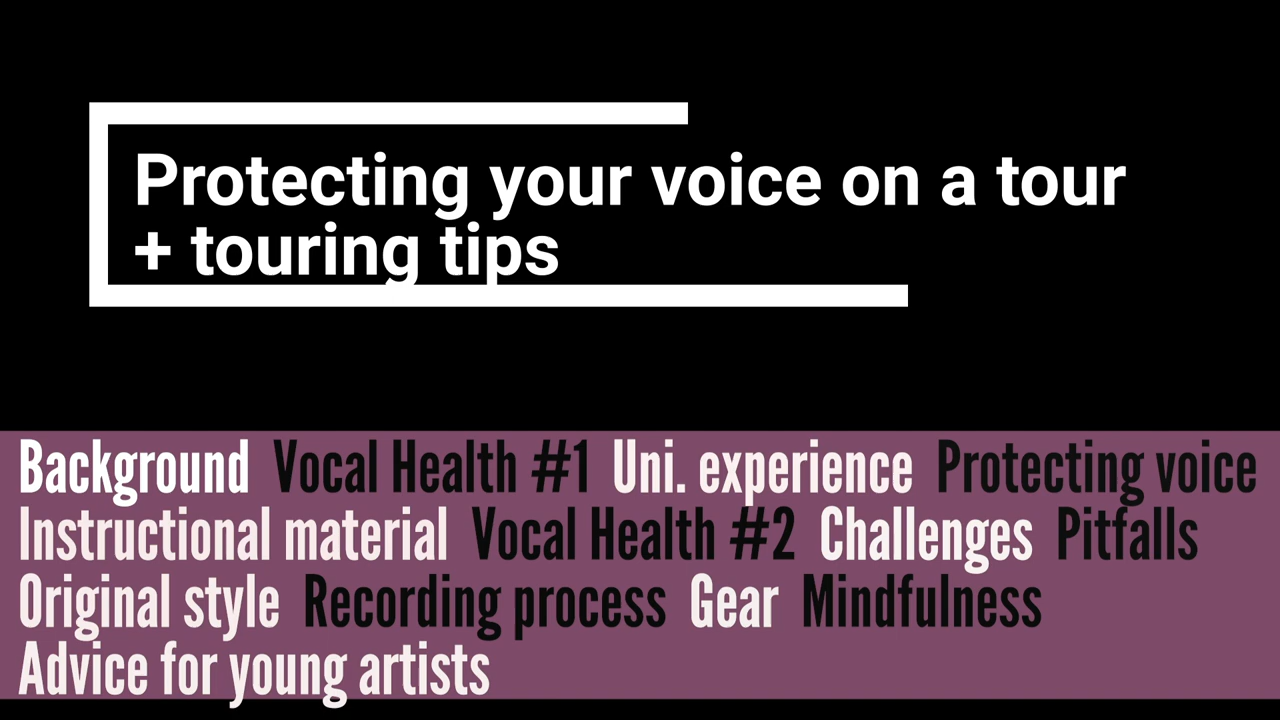 Protecting your voice on a tour
+ touring tips
Background Vocal Health #1 Uni. experience Protecting voice
Instructional material Vocal Health #2 Challenges Pitfalls
Original style Recording process Gear Mindfulness
Advice for young artists